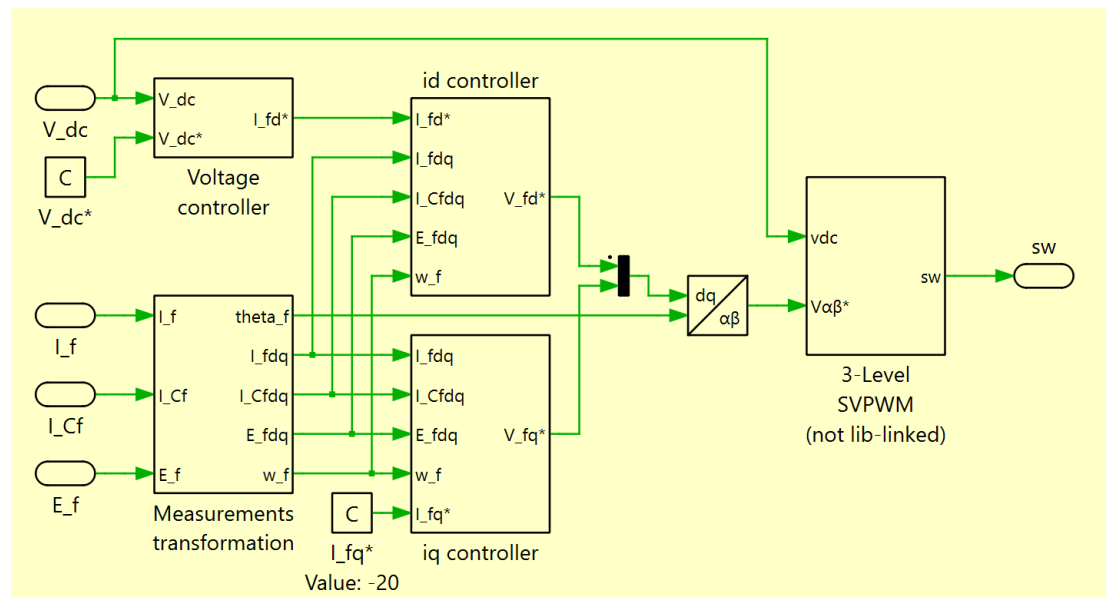 V_dc
C
V_dc*
V_dc
V_dc*
I_fd*
Voltage
controller
id controller
I_fd*
I_fdq
I_Cfdq
E_fdq
w_f
V_fd*
I_f
I_Cf
E_f
I_f
I_Cf
E_f
theta_f
I_fdq
I_Cfdq
E_fdq
w_f
Measurements
transformation
C
I_fq*
Value: -20
I_fdq
I_Cfdq
E_fdq
w_f
I_fq*
V_fq*
iq controller
dq
αβ
vdc
Vαβ*
sw
3-Level
SVPWM
(not lib-linked)
sw